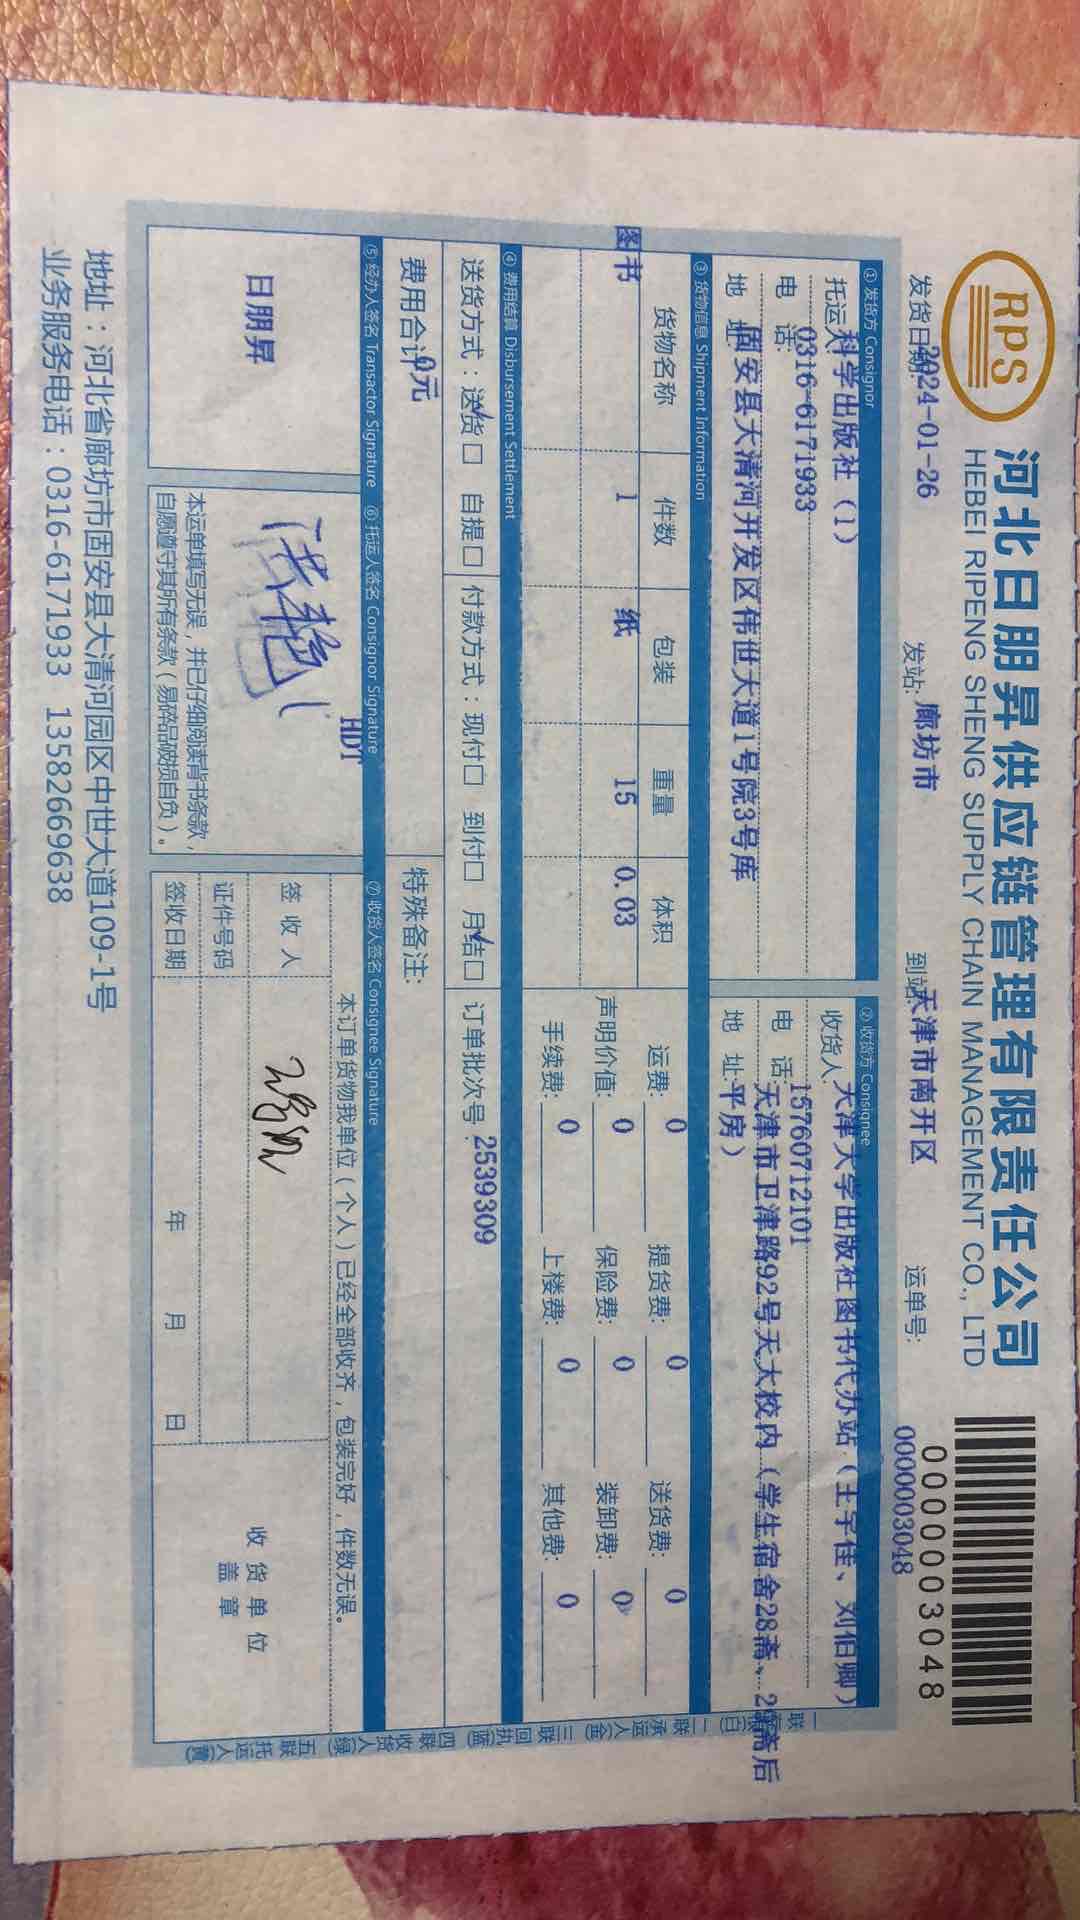 RPS
河北日朋昇供应链管理有限责任公司
HEBEI RIPENG SHENG SUPPLY CHAIN MANAGEMENT CO., LTD
0000003048
发货日期:2024-01-26 发站:廊坊市 到站:天津市南开区 运单号:0000003048
①发货方 Consignor
托运人:科学出版社（1）
电 话:0316-6171933
地 址:固安县大清河开发区伟世大道1号院3号库
②收货方 Consignee
收货人:天津大学出版社图书代办站（王宇佳、刘伯卿）
电 话:15760712101
地 址:天津市卫津路92号天大校内（学生宿舍28斋、29斋后
平房）
③货物信息 Shipment Information
货物名称 件数 包装 重量 体积
图书 1 纸 15 0.03
运费: 0 提货费: 0 送货费: 0
声明价值: 0 保险费: 0 装卸费: 0
手续费: 0 上楼费: 0 其他费: 0
④费用结算 Disbursement Settlement
送货方式：送货□✓ 自提□ 付款方式：现付□ 到付□ 月结□✓ 订单批次号：2539309
费用合计:0元 特殊备注:
⑤经办人签名 Transactor Signature
日朋昇
⑥托运人签名 Consignor Signature
HDT
本运单填写无误，并已仔细阅读背书条款，
自愿遵守其所有条款（易碎品破损自负）。
⑦收货人签名 Consignee Signature
本订单货物我单位（个人）已经全部收齐，包装完好，件数无误。
签收人
证件号码
签收日期 年 月 日
收货单位
盖章
一联 (白) 二联承运人(金) 三联回执(蓝) 四联收货人(绿) 五联托运人(黄)
地址：河北省廊坊市固安县大清河园区中世大道109-1号
业务服务电话：0316-6171933 13582669638